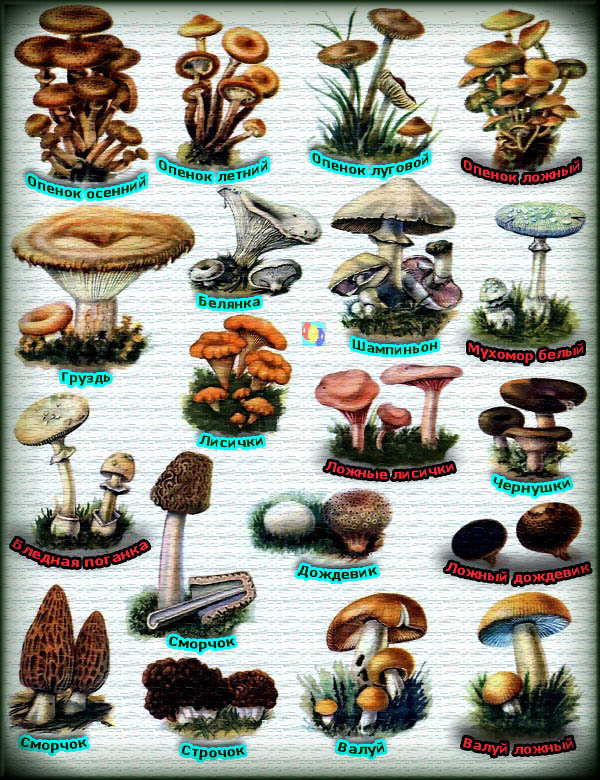 Опенок осенний
Опенок летний
Опенок луговой
Опенок ложный
Груздь
Белянка
Шампиньон
Мухомор белый
Лисички
Ложные лисички
Чернушки
Бледная поганка
Сморчок
Дождевик
Ложный дождевик
Сморчок
Строчок
Валуй
Валуй ложный